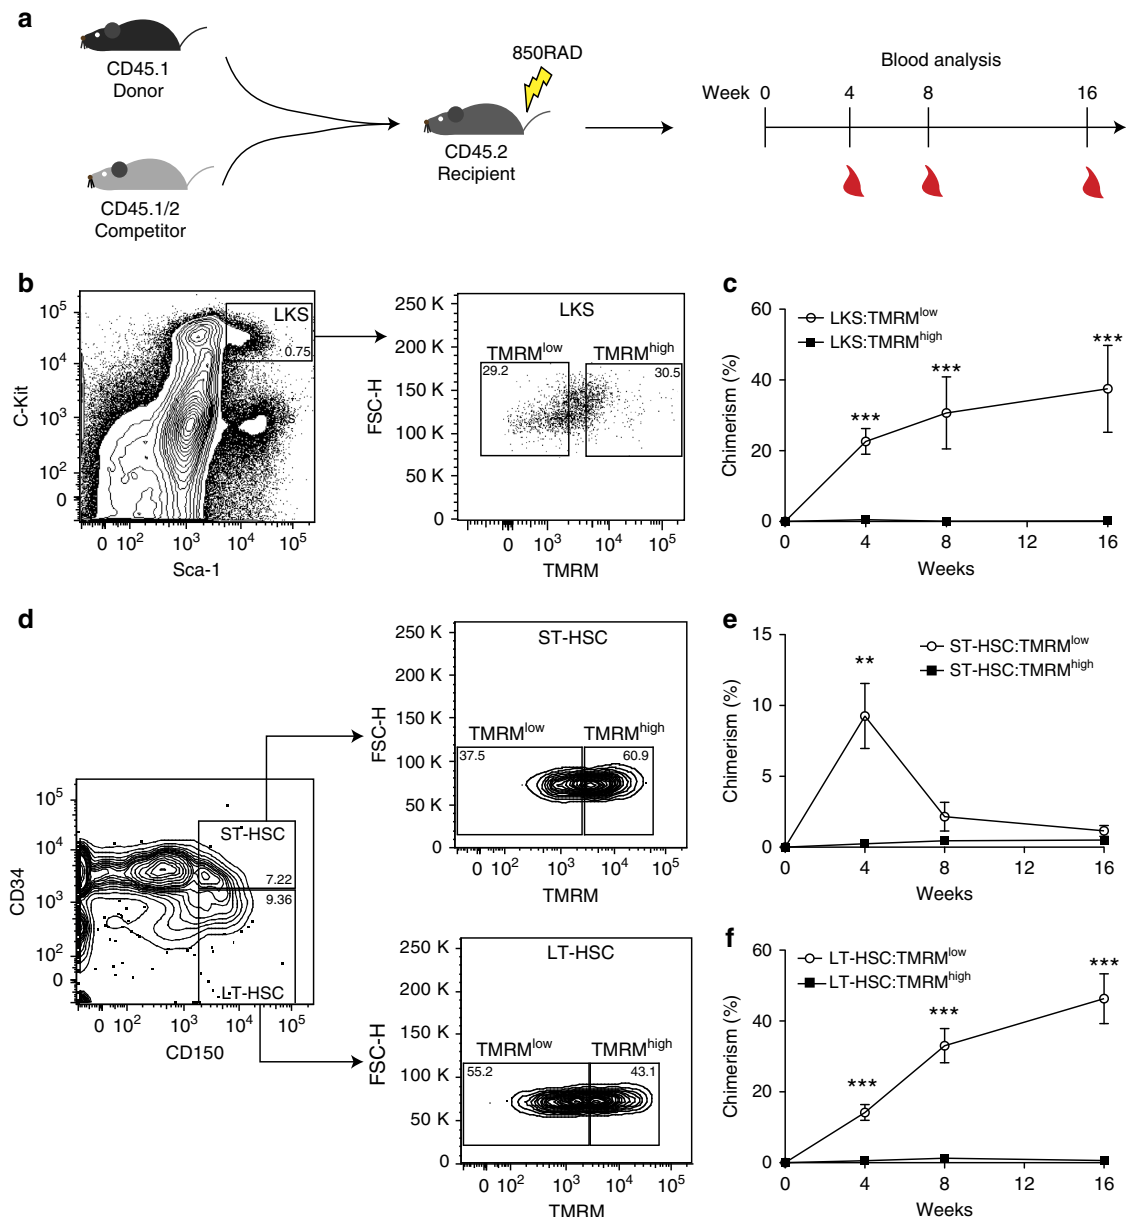 a
CD45.1
Donor
CD45.1/2
Competitor
850RAD
CD45.2
Recipient
Blood analysis
Week 0 4 8 16
b
C-Kit
10^5
10^4
10^3
10^2
0
LKS
0.75
0 10^2 10^3 10^4 10^5
Sca-1
FSC-H
250 K
200 K
150 K
100 K
50 K
0
LKS
TMRM^low TMRM^high
29.2 30.5
0 10^3 10^4 10^5
TMRM
c
Chimerism (%)
60
40
20
0
LKS:TMRM^low
LKS:TMRM^high
*** *** ***
0 4 8 12 16
Weeks
d
CD34
10^5
10^4
10^3
10^2
0
ST-HSC
7.22
9.36
LT-HSC
0 10^2 10^3 10^4 10^5
CD150
FSC-H
250 K
200 K
150 K
100 K
50 K
0
ST-HSC
TMRM^low TMRM^high
37.5 60.9
0 10^2 10^3 10^4 10^5
TMRM
FSC-H
250 K
200 K
150 K
100 K
50 K
0
LT-HSC
TMRM^low TMRM^high
55.2 43.1
0 10^2 10^3 10^4 10^5
TMRM
e
Chimerism (%)
15
10
5
0
ST-HSC:TMRM^low
ST-HSC:TMRM^high
**
0 4 8 12 16
Weeks
f
Chimerism (%)
60
40
20
0
LT-HSC:TMRM^low
LT-HSC:TMRM^high
*** *** ***
0 4 8 12 16
Weeks